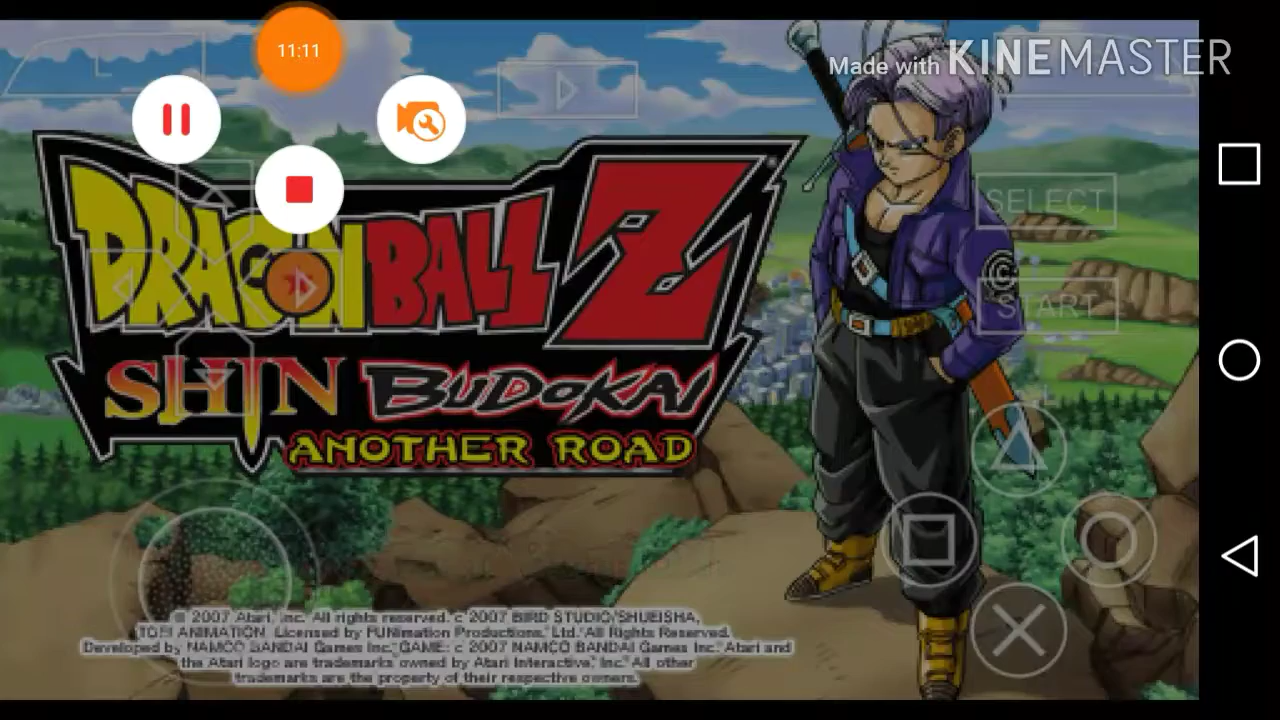 11:11
Made with KINEMASTER
L
SELECT
START
DRAGON BALL Z
SHIN BUDOKAI
ANOTHER ROAD
© 2007 Atari, Inc. All rights reserved. c 2007 BIRD STUDIO/SHUEISHA,
TOEI ANIMATION. Licensed by FUNimation Productions, Ltd. All Rights Reserved.
Developed by NAMCO BANDAI Games Inc. GAME: c 2007 NAMCO BANDAI Games Inc. Atari and
the Atari logo are trademarks owned by Atari Interactive, Inc. All other
trademarks are the property of their respective owners.